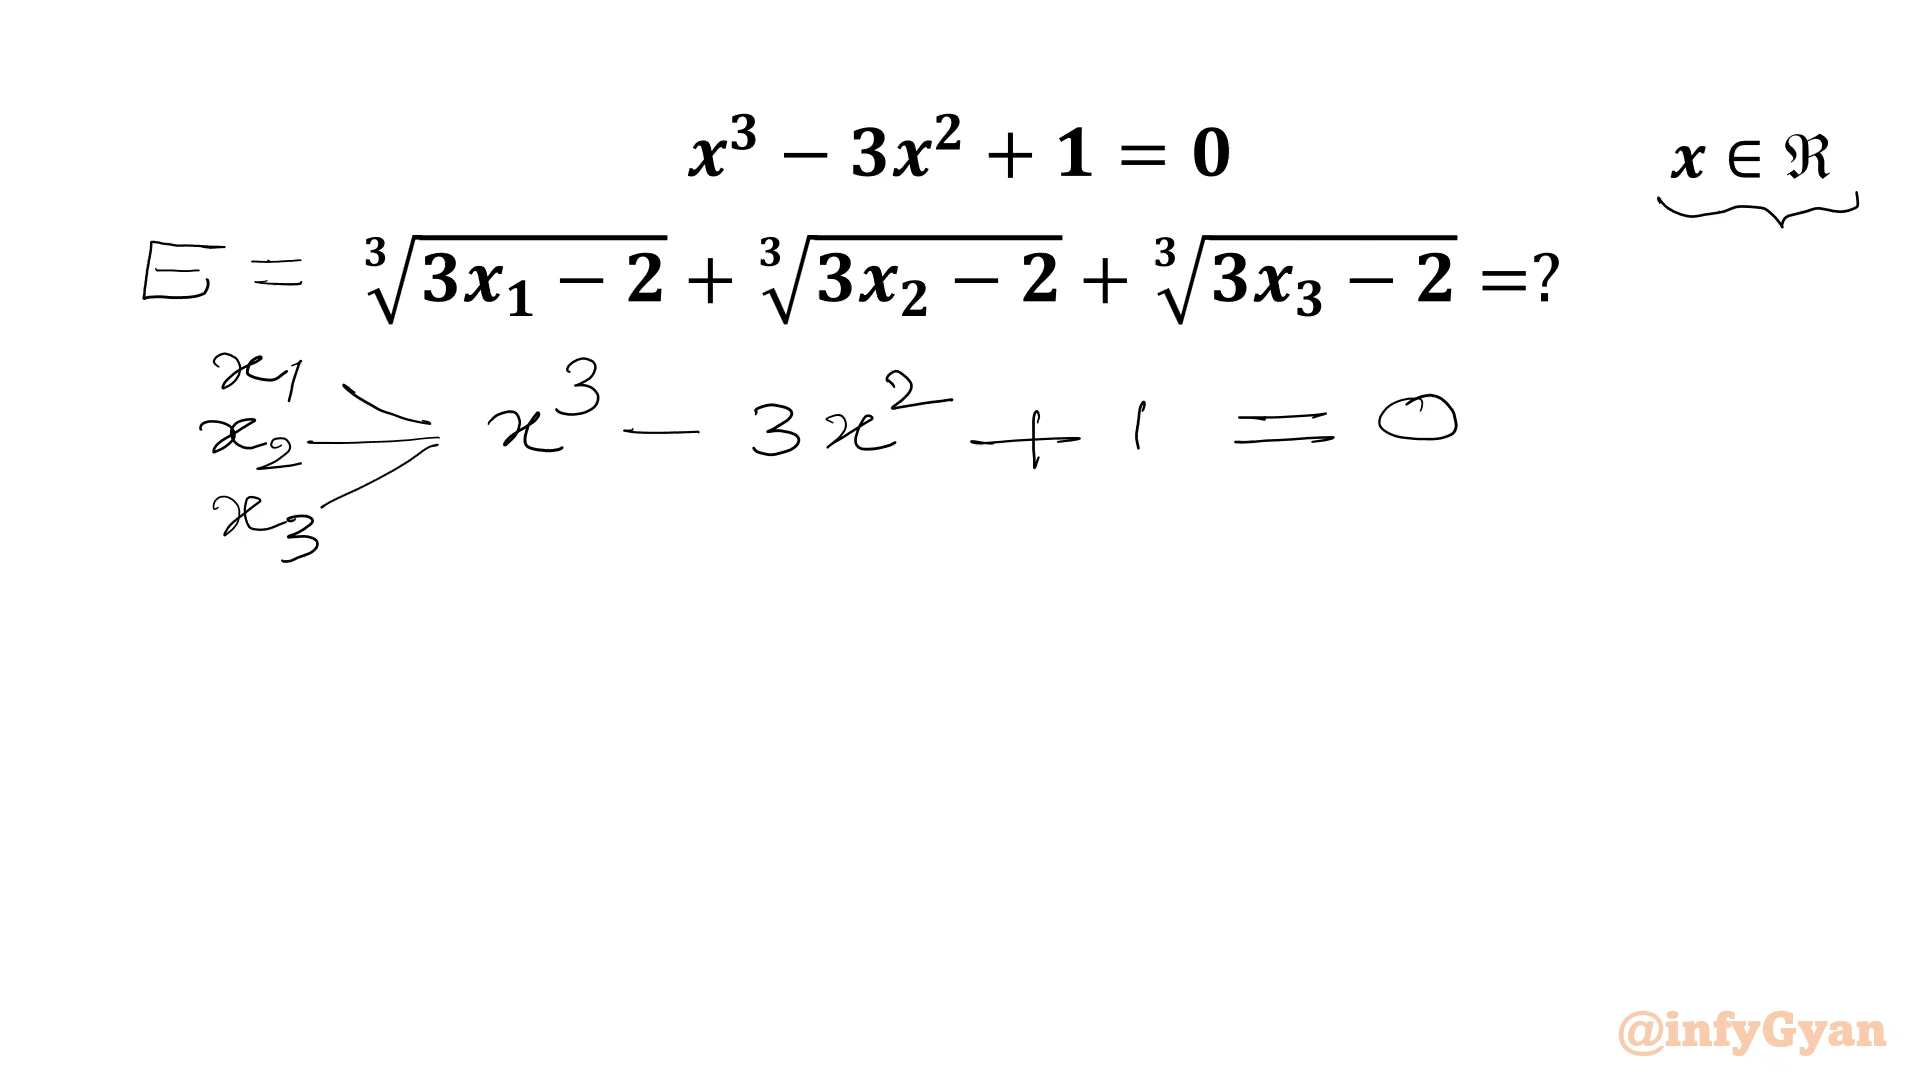 x³ − 3x² + 1 = 0
x ∈ ℜ
E = ∛(3x₁ − 2) + ∛(3x₂ − 2) + ∛(3x₃ − 2) =?
x₁
x₂ x³ − 3x² + 1 = 0
x₃
@infyGyan